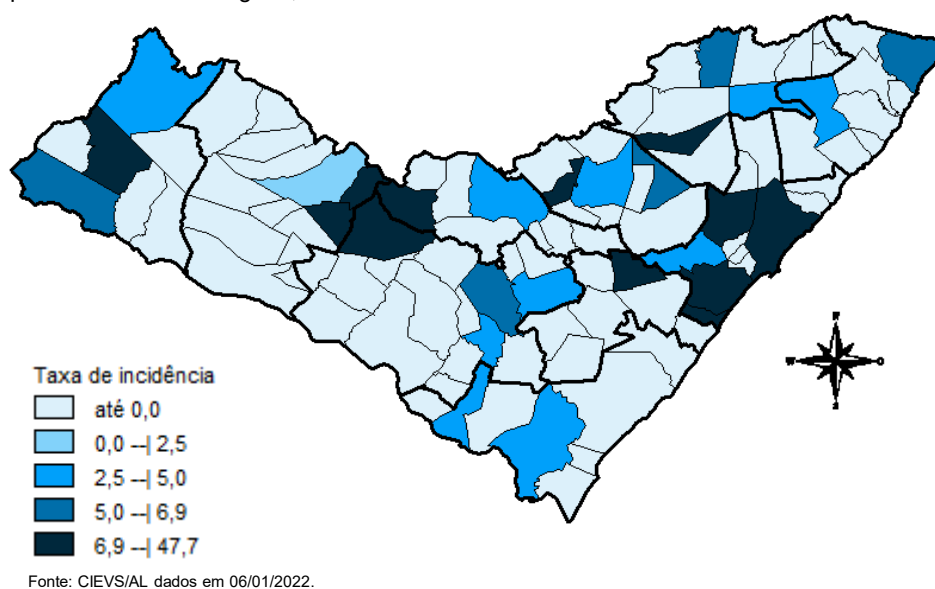 Taxa de incidência
até 0,0
0,0 --| 2,5
2,5 --| 5,0
5,0 --| 6,9
6,9 --| 47,7
W
O
S
Fonte: CIEVS/AL dados em 06/01/2022.